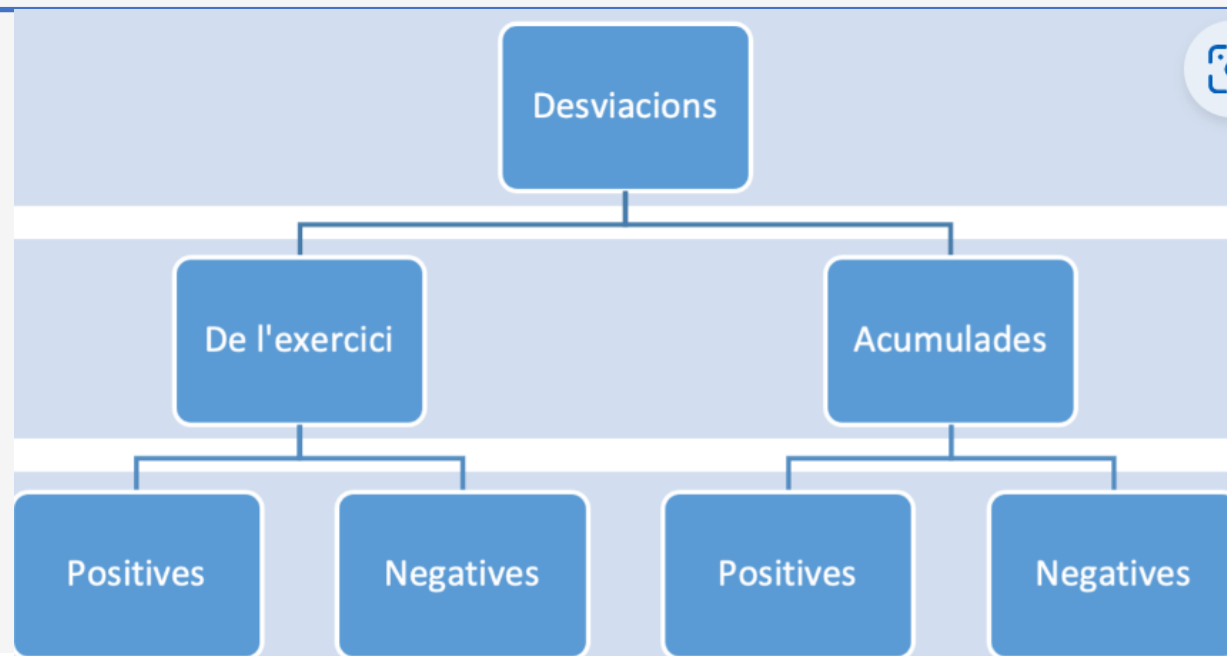 Desviacions
De l'exercici
Acumulades
Positives
Negatives
Positives
Negatives